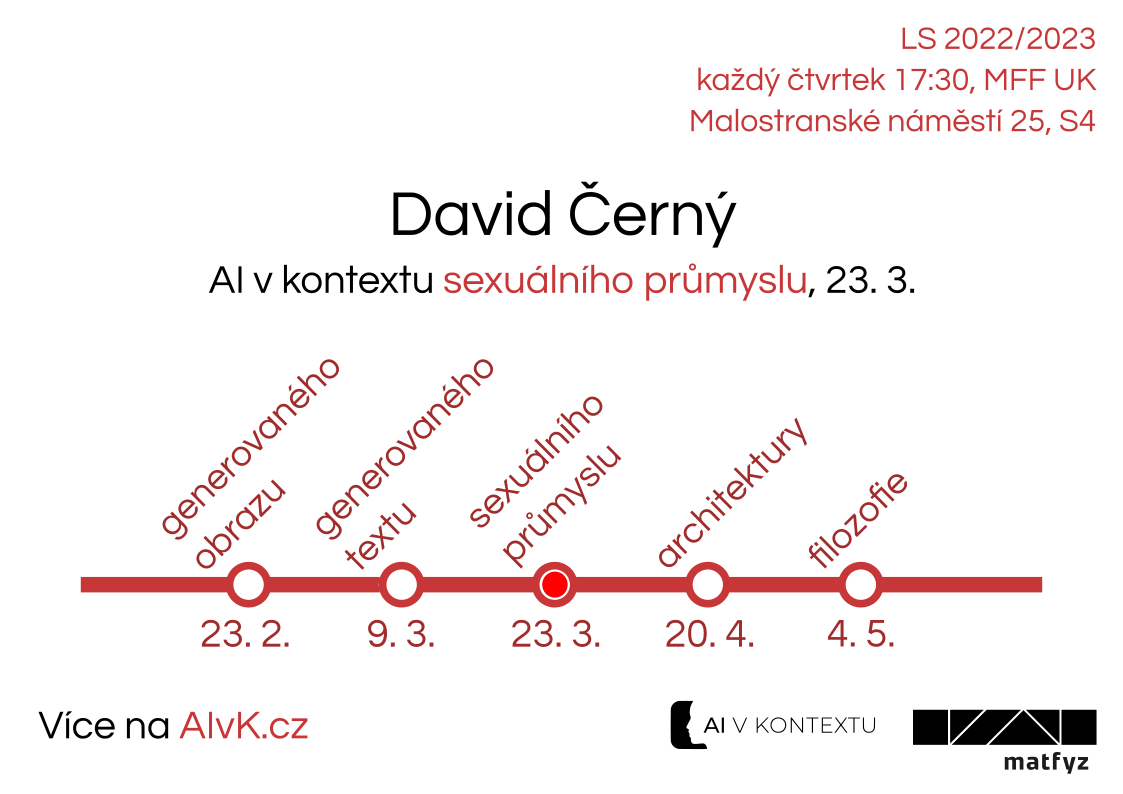 LS 2022/2023
každý čtvrtek 17:30, MFF UK
Malostranské náměstí 25, S4
David Černý
AI v kontextu sexuálního průmyslu, 23. 3.
generovaného
obrazu
generovaného
textu
sexuálního
průmyslu
architektury
filozofie
23. 2.
9. 3.
23. 3.
20. 4.
4. 5.
Více na AIvK.cz
AI V KONTEXTU
matfyz